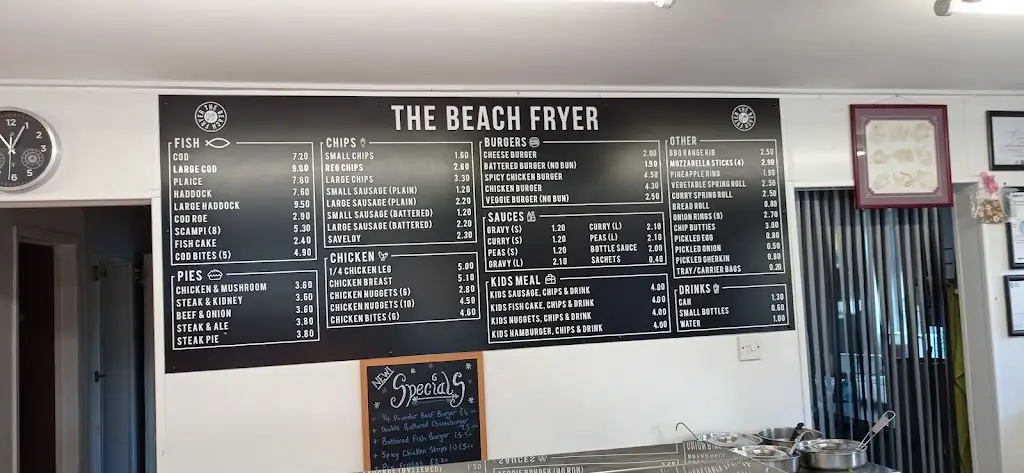 THE BEACH FRYER
FISH
COD 7.20
LARGE COD 9.00
PLAICE 7.80
HADDOCK 7.60
LARGE HADDOCK 9.50
COD ROE 2.90
SCAMPI (8) 5.30
FISH CAKE 2.40
COD BITES (5) 4.90
PIES
CHICKEN & MUSHROOM 3.60
STEAK & KIDNEY 3.60
BEEF & ONION 3.60
STEAK & ALE 3.80
STEAK PIE 3.80
CHIPS
SMALL CHIPS 1.60
REG CHIPS 2.60
LARGE CHIPS 3.30
SMALL SAUSAGE (PLAIN) 1.20
LARGE SAUSAGE (PLAIN) 2.20
SMALL SAUSAGE (BATTERED) 1.20
LARGE SAUSAGE (BATTERED) 2.20
SAVELOY 2.30
CHICKEN
1/4 CHICKEN LEG 5.00
CHICKEN BREAST 5.10
CHICKEN NUGGETS (6) 2.80
CHICKEN NUGGETS (10) 4.50
CHICKEN BITES (6) 4.60
BURGERS
CHEESE BURGER 2.60
BATTERED BURGER (NO BUN) 1.90
SPICY CHICKEN BURGER 4.50
CHICKEN BURGER 4.30
VEGGIE BURGER (NO BUN) 2.50
SAUCES
GRAVY (S) 1.20
CURRY (S) 1.20
PEAS (S) 1.20
GRAVY (L) 2.10
CURRY (L) 2.10
PEAS (L) 2.10
BOTTLE SAUCE 2.00
SACHETS 0.40
KIDS MEAL
KIDS SAUSAGE, CHIPS & DRINK 4.00
KIDS FISH CAKE, CHIPS & DRINK 4.00
KIDS NUGGETS, CHIPS & DRINK 4.00
KIDS HAMBURGER, CHIPS & DRINK 4.00
OTHER
BBQ RANGE RIB 2.50
MOZZARELLA STICKS (4) 2.90
PINEAPPLE RING 1.90
VEGETABLE SPRING ROLL 2.50
CURRY SPRING ROLL 2.50
BREAD ROLL 0.80
ONION RINGS (9) 2.70
CHIP BUTTIES 3.00
PICKLED EGG 0.80
PICKLED ONION 0.50
PICKLED GHERKIN 0.80
TRAY/CARRIER BAGS 0.20
DRINKS
CAN 1.30
SMALL BOTTLES 0.60
WATER 1.00
NEW!
Specials
1/4 Pounder Beef Burger
Double Battered Cheeseburger
Battered Fish Burger
Spicy Chicken Strips